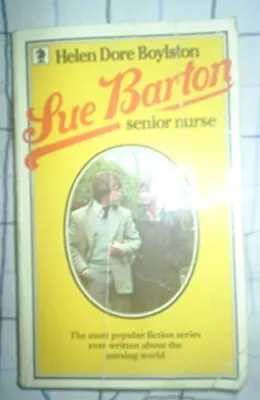 Helen Dore Boylston
Sue Barton
senior nurse
The most popular fiction series
ever written about the
nursing world